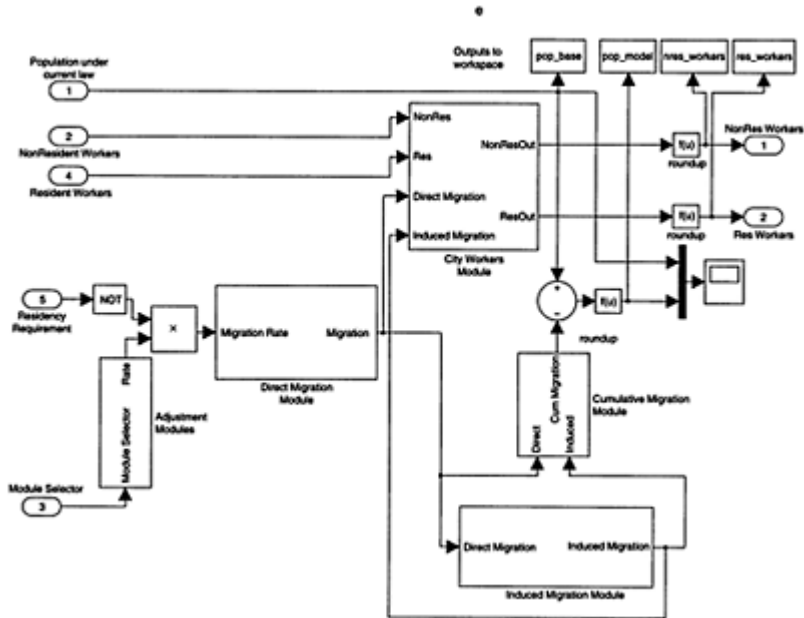 e
Outputs to
workspace
pop_base
pop_model
nres_workers
res_workers
Population under
current law
1
2
NonResident Workers
4
Resident Workers
NonRes
Res
Direct Migration
Induced Migration
NonResOut
ResOut
City Workers
Module
f(u)
roundup
NonRes Workers
1
f(u)
roundup
2
Res Workers
5
Residency
Requirement
NOT
×
Migration Rate
Migration
Direct Migration
Module
+
-
f(u)
roundup
Rate
Module Selector
Adjustment
Modules
Cum Migration
Direct
Induced
Cumulative Migration
Module
Module Selector
3
Direct Migration
Induced Migration
Induced Migration Module